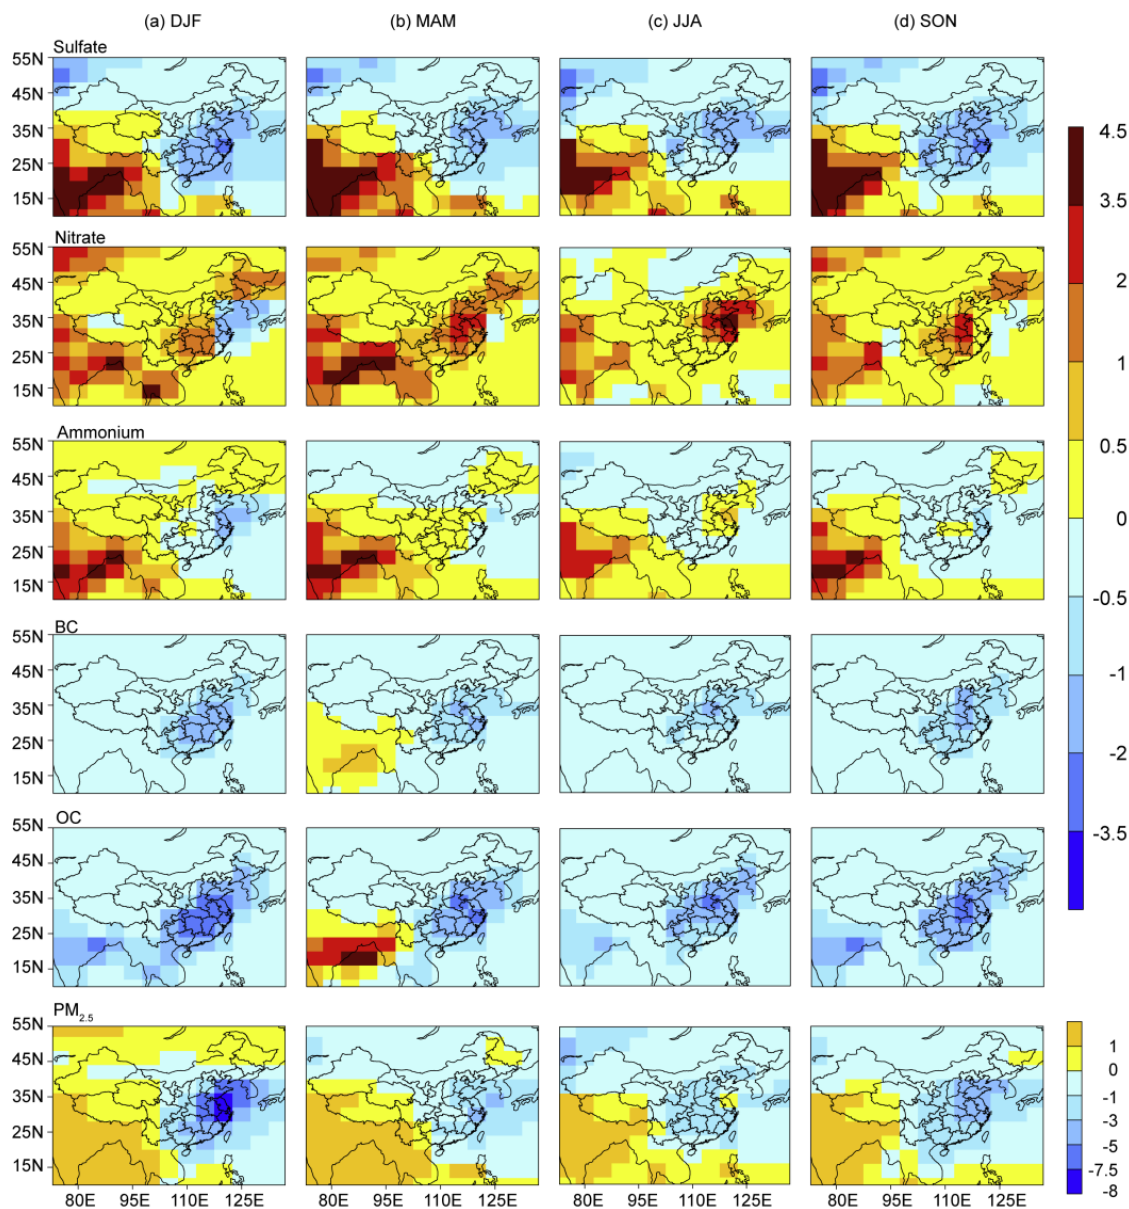 (a) DJF (b) MAM (c) JJA (d) SON
Sulfate
55N
45N
35N
25N
15N
Nitrate
55N
45N
35N
25N
15N
Ammonium
55N
45N
35N
25N
15N
BC
55N
45N
35N
25N
15N
OC
55N
45N
35N
25N
15N
PM2.5
55N
45N
35N
25N
15N
80E 95E 110E 125E 80E 95E 110E 125E 80E 95E 110E 125E 80E 95E 110E 125E
4.5
3.5
2
1
0.5
0
-0.5
-1
-2
-3.5
1
0
-1
-3
-5
-7.5
-8